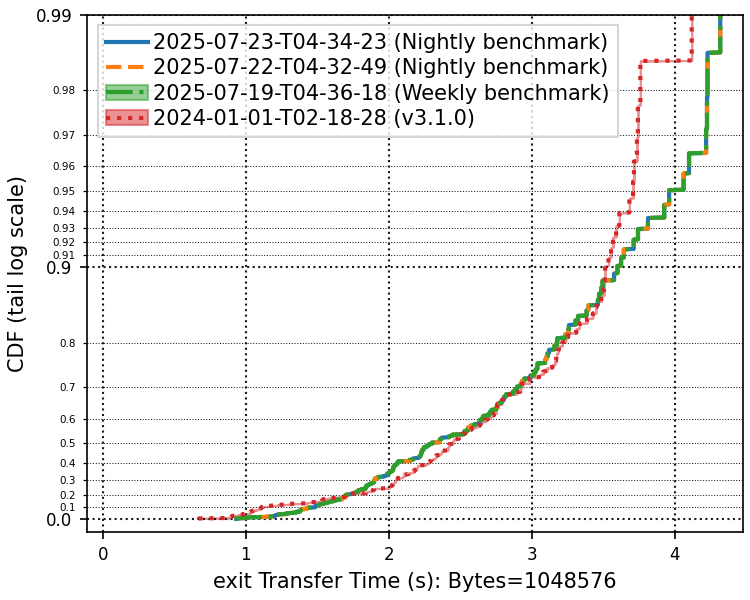 0.99
2025-07-23-T04-34-23 (Nightly benchmark)
2025-07-22-T04-32-49 (Nightly benchmark)
2025-07-19-T04-36-18 (Weekly benchmark)
2024-01-01-T02-18-28 (v3.1.0)
0.98
0.97
0.96
0.95
0.94
0.93
0.92
0.91
0.9
0.8
0.7
0.6
0.5
0.4
0.3
0.2
0.1
0.0
CDF (tail log scale)
0 1 2 3 4
exit Transfer Time (s): Bytes=1048576